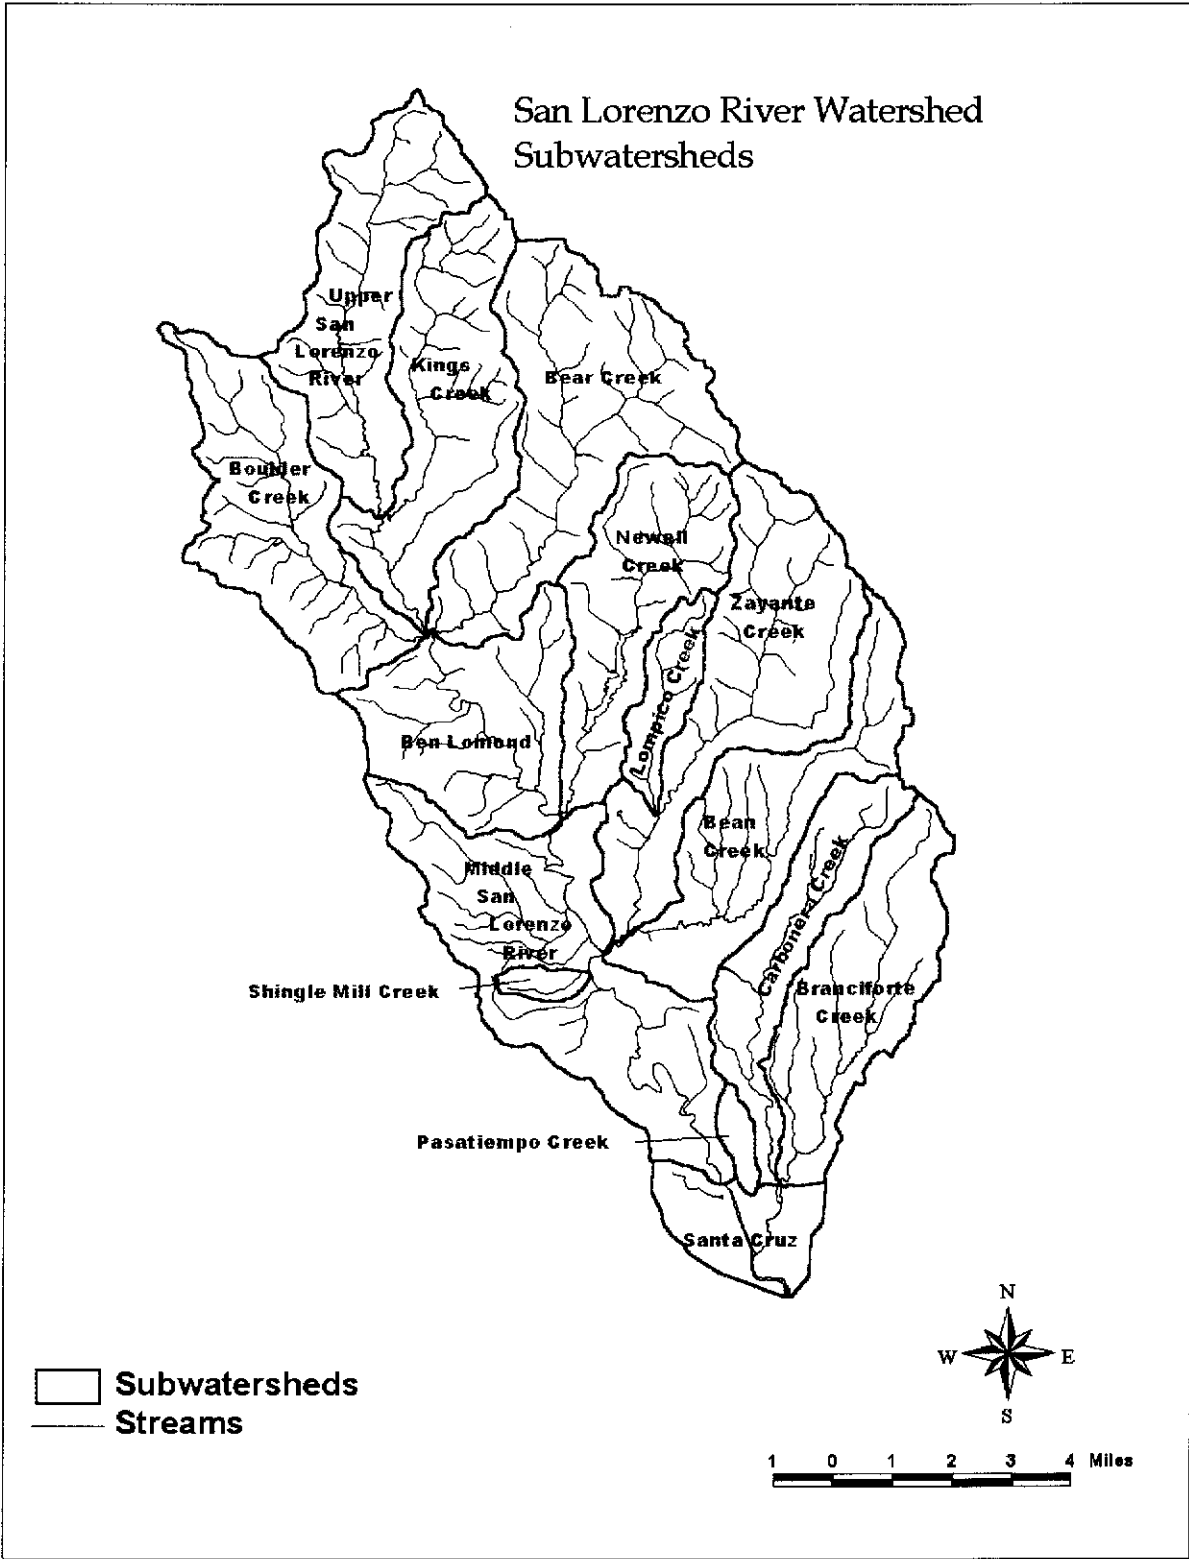 San Lorenzo River Watershed
Subwatersheds
Upper
San
Lorenzo
River
Kings
Creek
Bear Creek
Boulder
Creek
Newell
Creek
Zayante
Creek
Lompico Creek
Ben Lomond
Bean
Creek
Carbonera Creek
Middle
San
Lorenzo
River
Shingle Mill Creek
Branciforte
Creek
Pasatiempo Creek
Santa Cruz
N
W
E
S
Subwatersheds
Streams
1 0 1 2 3 4 Miles